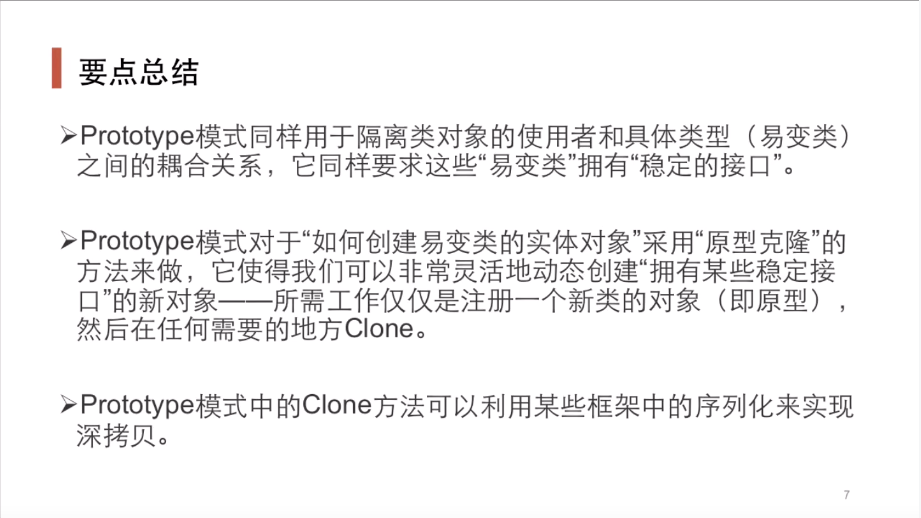 要点总结
➢Prototype模式同样用于隔离类对象的使用者和具体类型（易变类）
之间的耦合关系，它同样要求这些“易变类”拥有“稳定的接口”。
➢Prototype模式对于“如何创建易变类的实体对象”采用“原型克隆”的
方法来做，它使得我们可以非常灵活地动态创建“拥有某些稳定接
口”的新对象——所需工作仅仅是注册一个新类的对象（即原型），
然后在任何需要的地方Clone。
➢Prototype模式中的Clone方法可以利用某些框架中的序列化来实现
深拷贝。
7